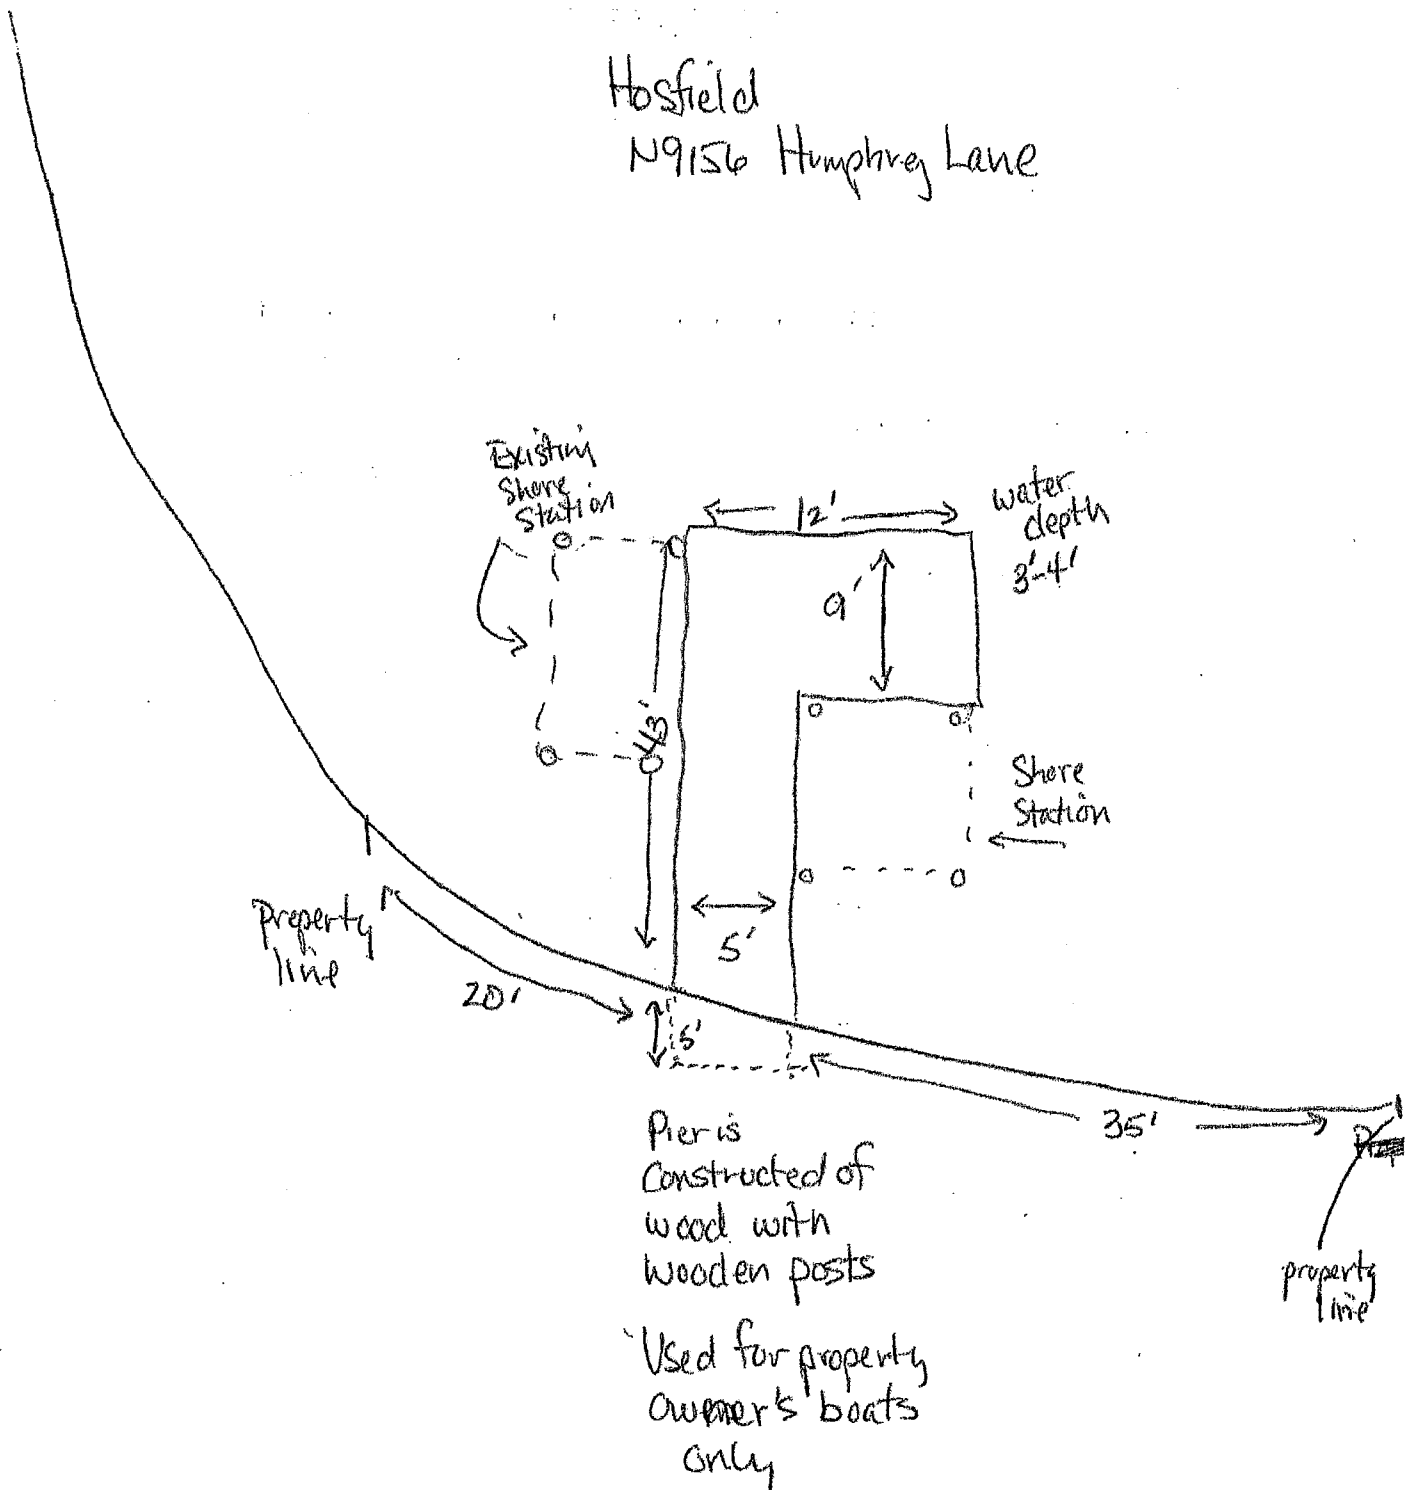 Hosfield
N9156 Humphrey Lane
Existing
Shore
Station
12'
water
depth
3'-4'
9'
43'
Shore
Station
5'
property
line
20'
5'
35'
property
line
Pier is
Constructed of
wood with
wooden posts
Used for property
owner's boats
only